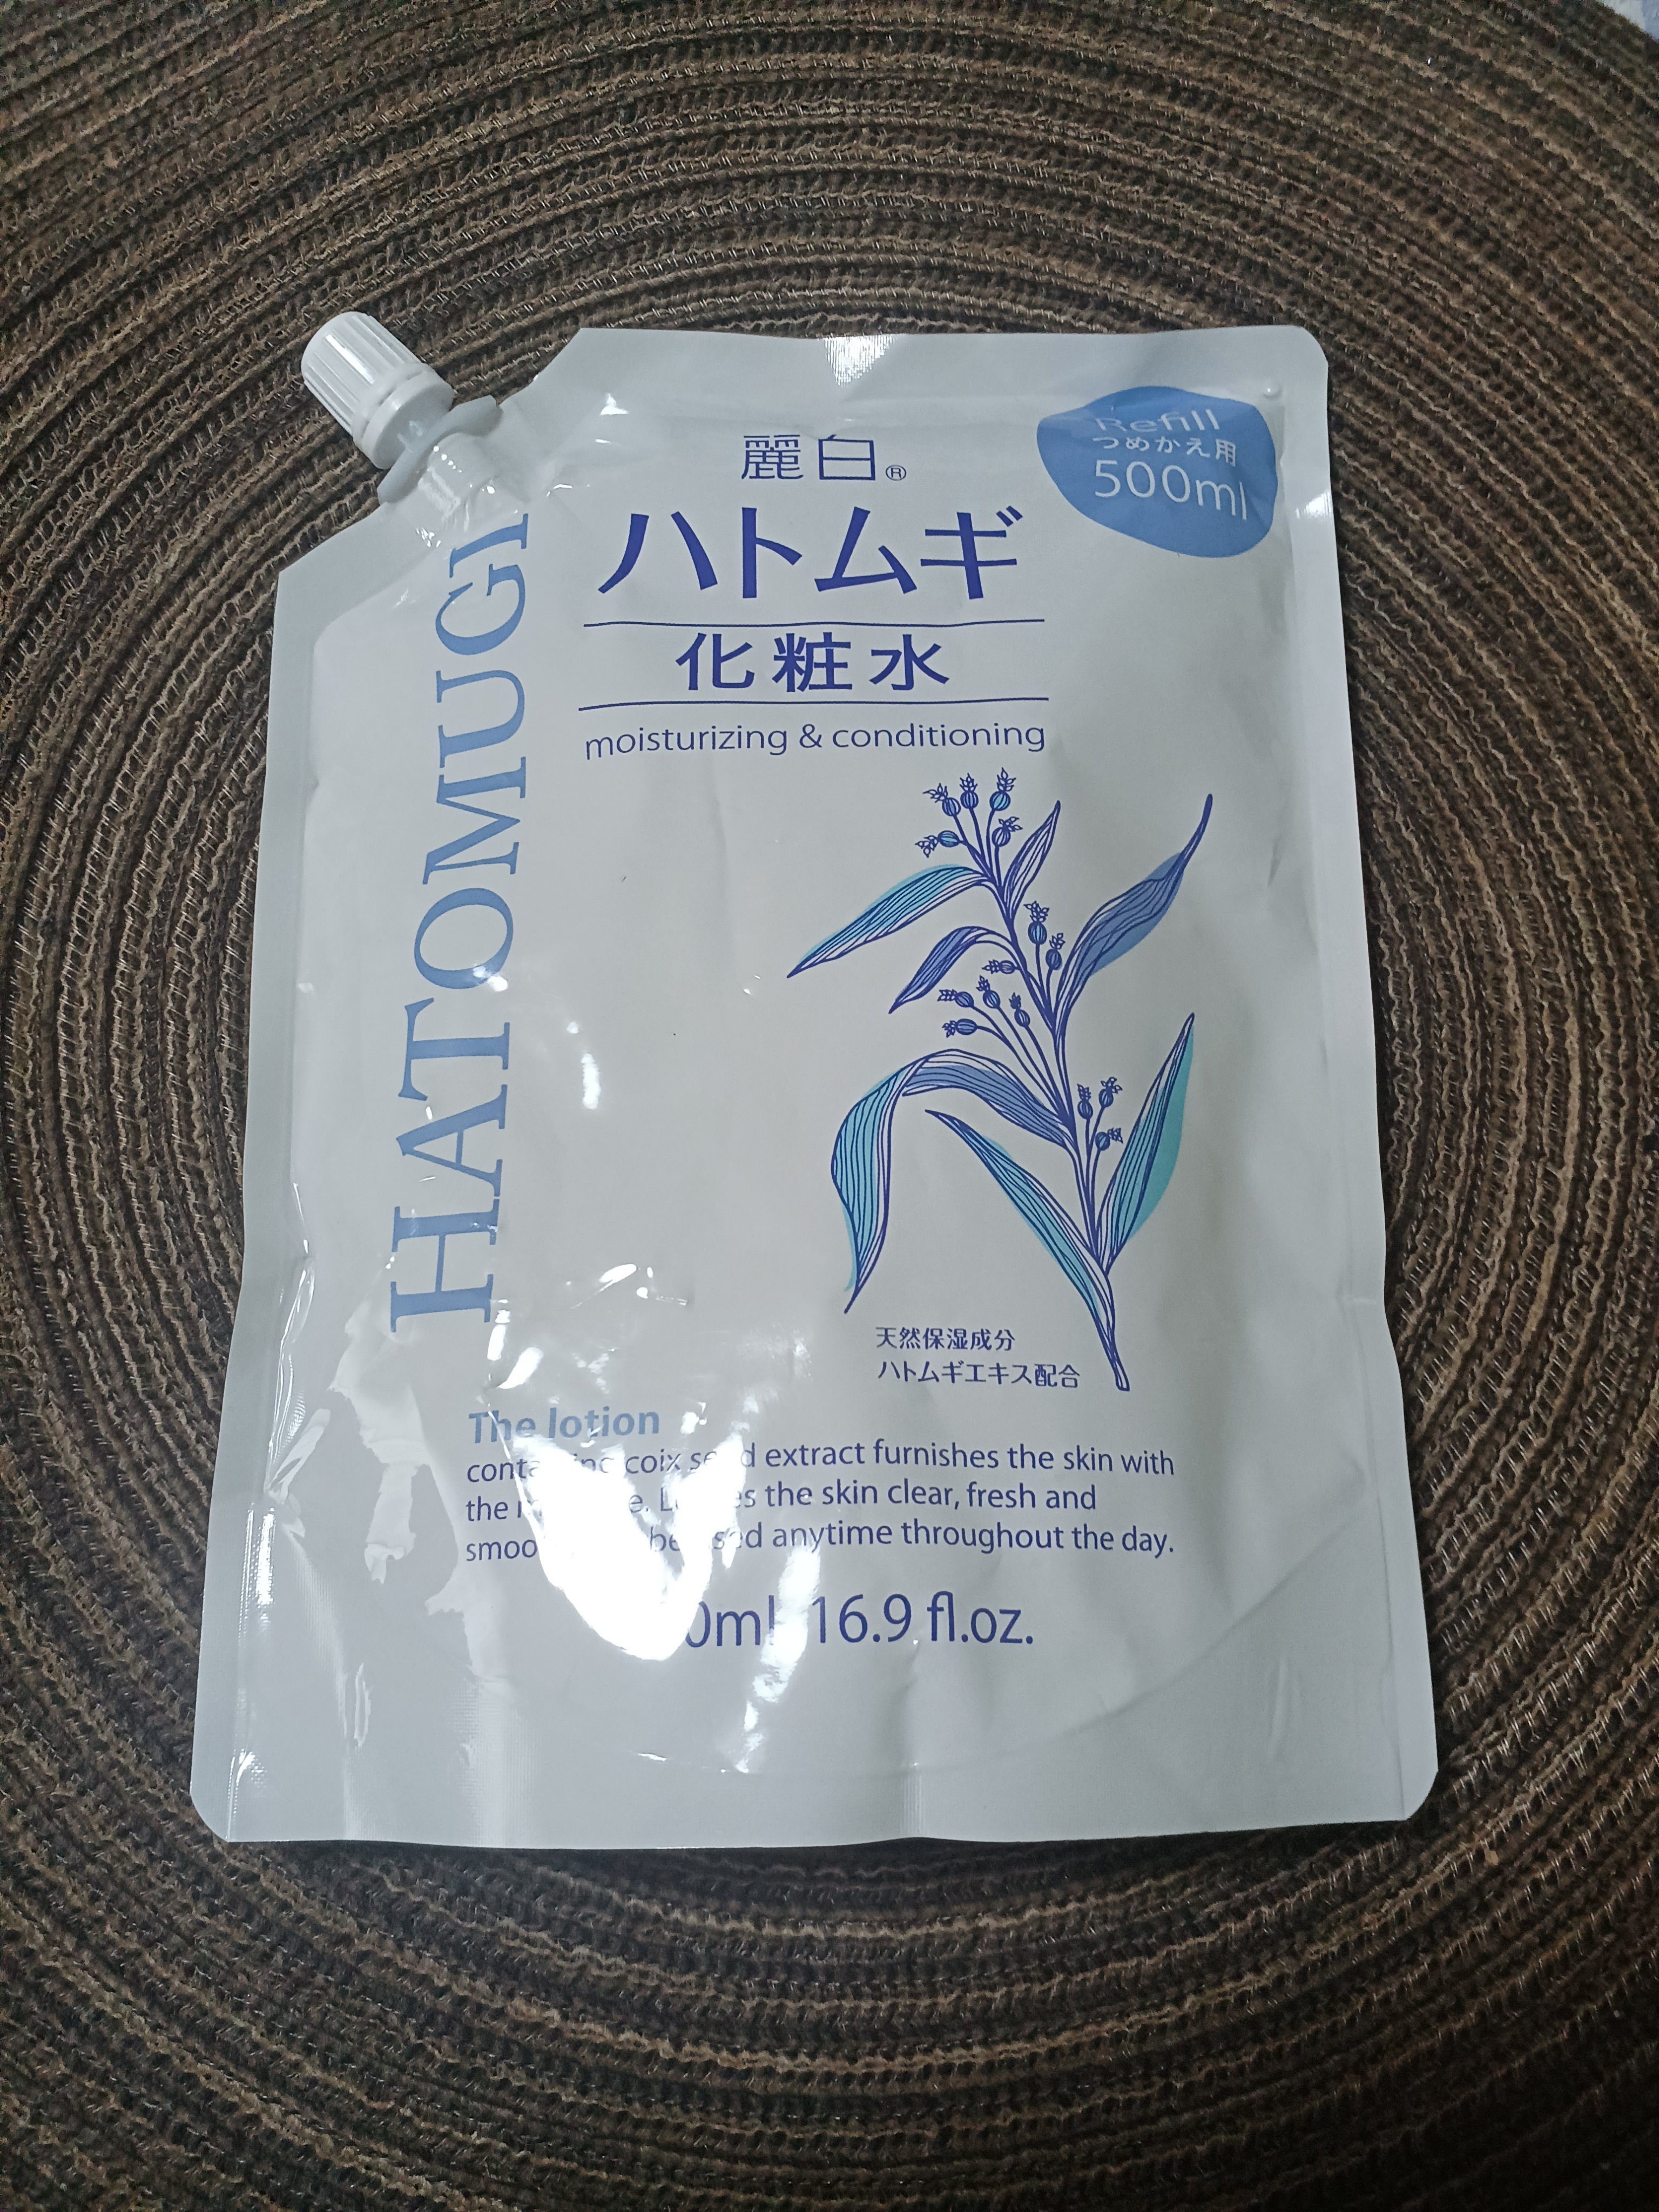 麗白®
Refill
つめかえ用
500ml
ハトムギ
化粧水
moisturizing & conditioning
HATOMUGI
天然保湿成分
ハトムギエキス配合
The lotion
coix extract furnishes the skin with
the the skin clear, fresh and
anytime throughout the day.
16.9 fl.oz.